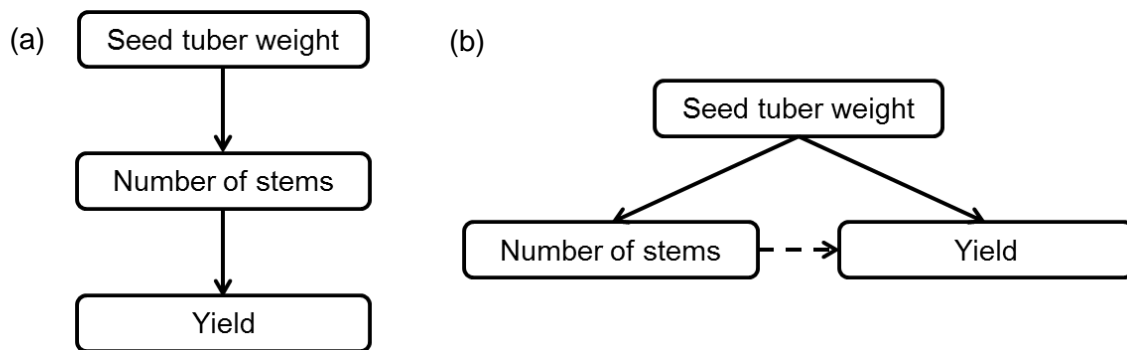 (a)
Seed tuber weight
Number of stems
Yield
(b)
Seed tuber weight
Number of stems
Yield